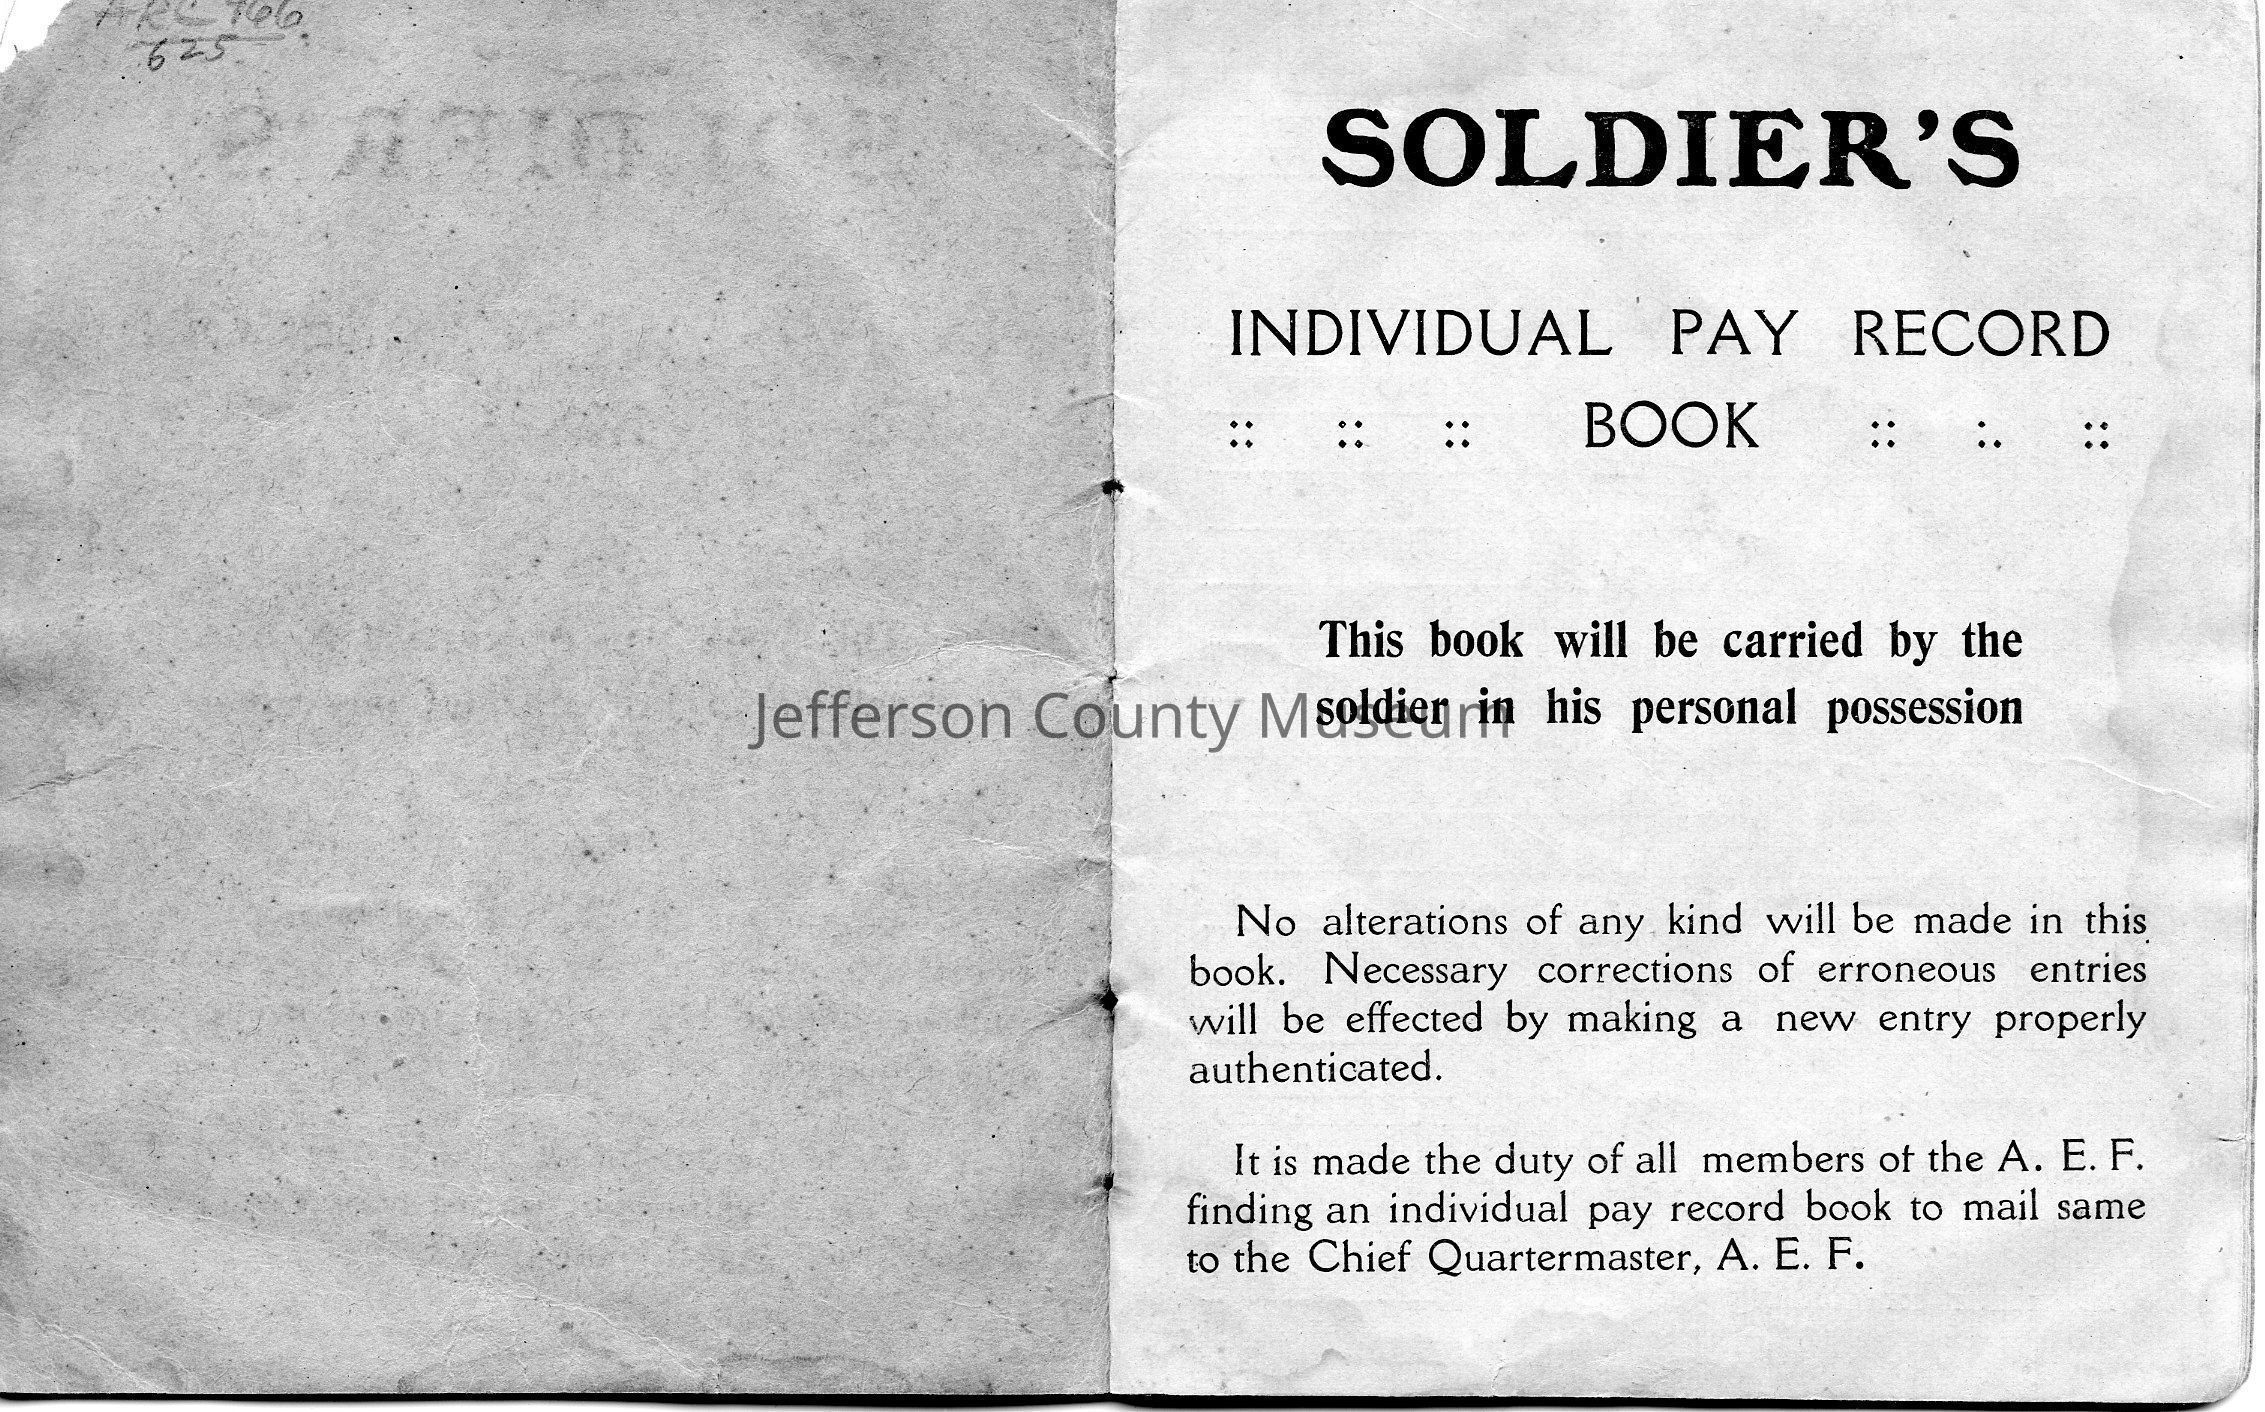 ARC 766
625
SOLDIER'S
INDIVIDUAL PAY RECORD
:: :: :: BOOK :: :. ::
This book will be carried by the
soldier in his personal possession
Jefferson County Museum
No alterations of any kind will be made in this
book. Necessary corrections of erroneous entries
will be effected by making a new entry properly
authenticated.
It is made the duty of all members of the A. E. F.
finding an individual pay record book to mail same
to the Chief Quartermaster, A. E. F.